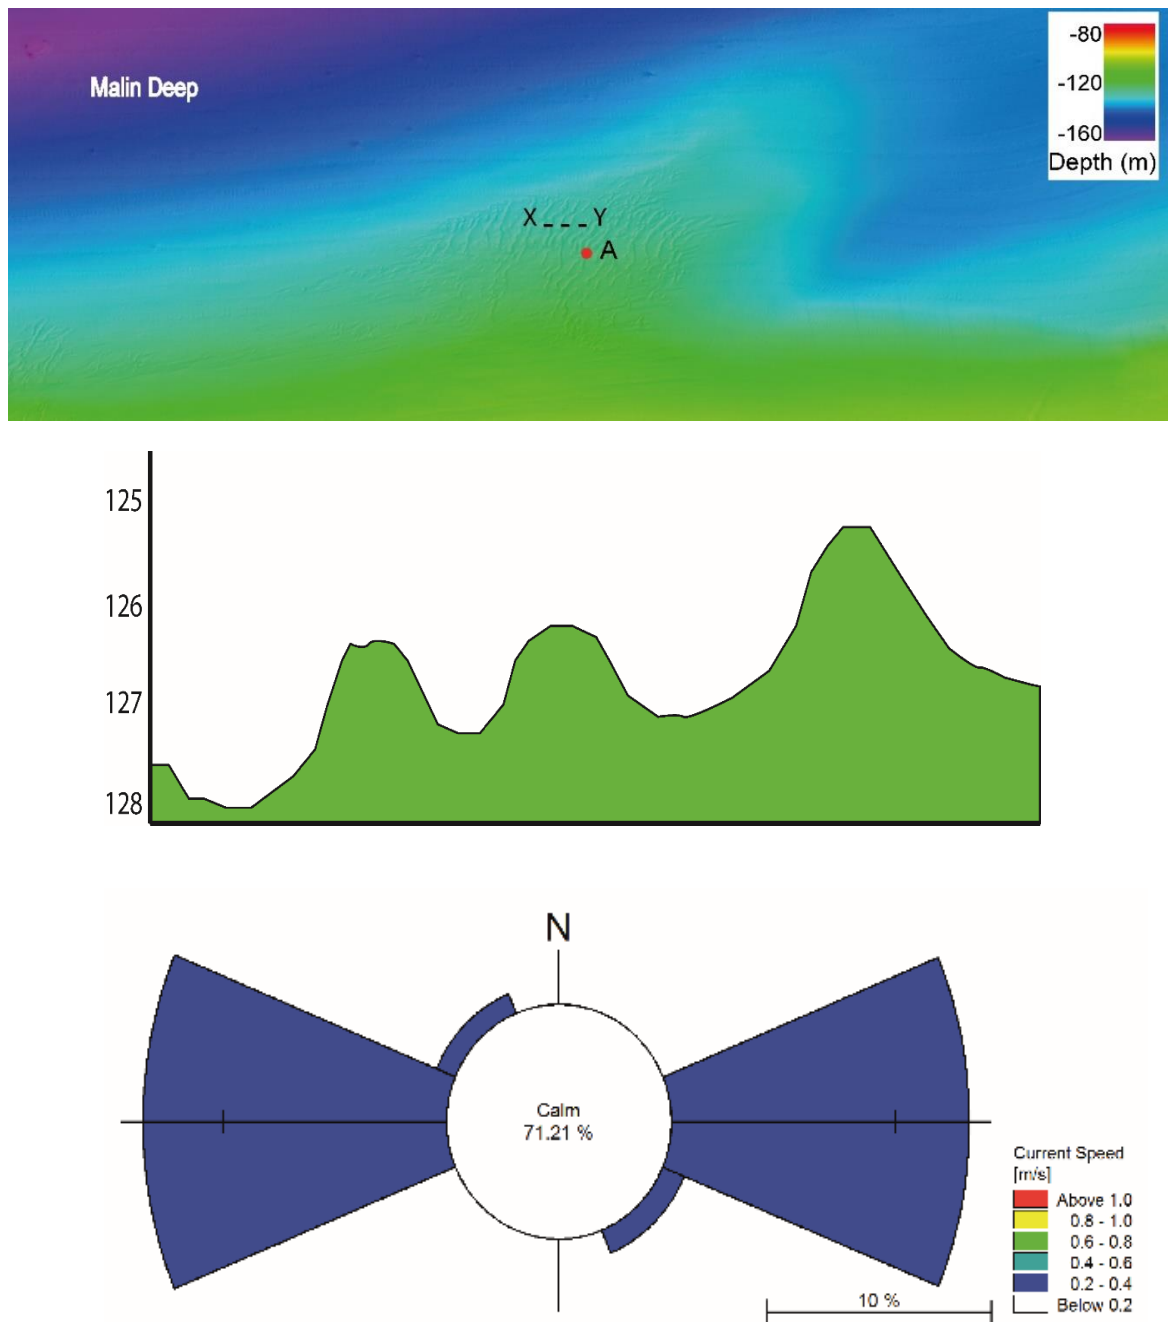 Malin Deep
-80
-120
-160
Depth (m)
X
Y
A
125
126
127
128
N
Calm
71.21 %
Current Speed
[m/s]
Above 1.0
0.8 - 1.0
0.6 - 0.8
0.4 - 0.6
0.2 - 0.4
Below 0.2
10 %